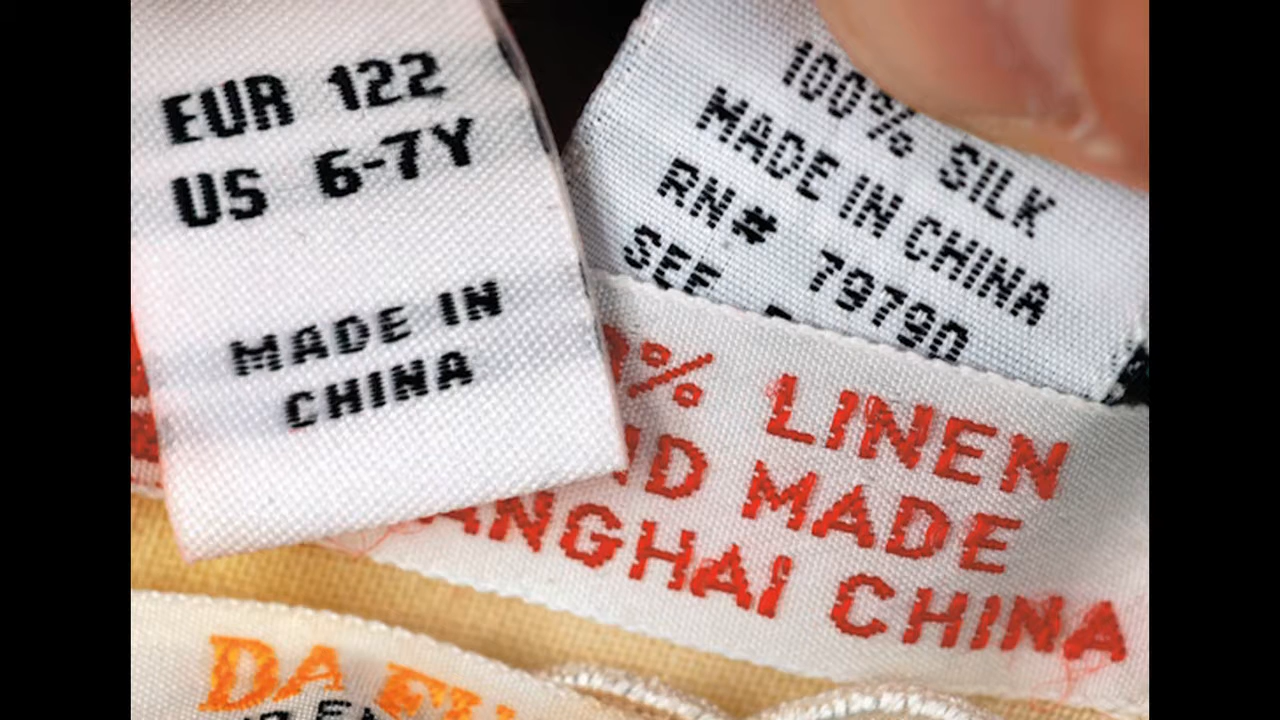 EUR 122
US 6-7Y
MADE IN
CHINA
100% SILK
MADE IN CHINA
RN# 79790
SEE
% LINEN
MADE
CHINA
DA